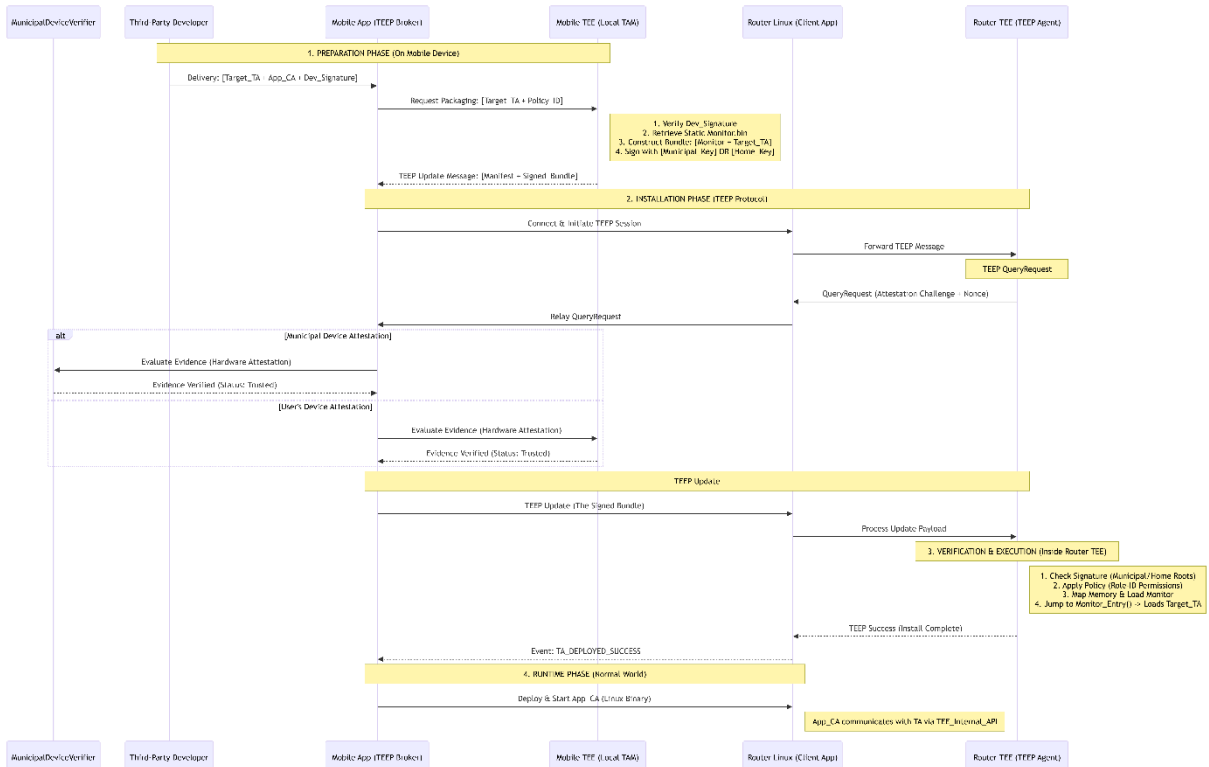 MunicipalDeviceVerifier
Third-Party Developer
Mobile App (TEEP Broker)
Mobile TEE (Local TAM)
Router Linux (Client App)
Router TEE (TEEP Agent)
1. PREPARATION PHASE (On Mobile Device)
Delivery: [Target_TA + App_CA + Dev_Signature]
Request Packaging: [Target_TA + Policy_ID]
1. Verify Dev_Signature
2. Retrieve Static Monitor.bin
3. Construct Bundle: [Monitor + Target_TA]
4. Sign with [Municipal_Key] OR [Home_Key]
TEEP Update Message: [Manifest + Signed_Bundle]
2. INSTALLATION PHASE (TEEP Protocol)
Connect & Initiate TEEP Session
Forward TEEP Message
TEEP QueryRequest
QueryRequest (Attestation Challenge + Nonce)
Relay QueryRequest
alt
[Municipal Device Attestation]
Evaluate Evidence (Hardware Attestation)
Evidence Verified (Status: Trusted)
[User's Device Attestation]
Evaluate Evidence (Hardware Attestation)
Evidence Verified (Status: Trusted)
TEEP Update
TEEP Update (The Signed Bundle)
Process Update Payload
3. VERIFICATION & EXECUTION (Inside Router TEE)
1. Check Signature (Municipal/Home Roots)
2. Apply Policy (Role-ID Permissions)
3. Map Memory & Load Monitor
4. Jump to Monitor_Entry() -> Loads Target_TA
TEEP Success (Install Complete)
Event: TA_DEPLOYED_SUCCESS
4. RUNTIME PHASE (Normal World)
Deploy & Start App_CA (Linux Binary)
App_CA communicates with TA via TEE_Internal_API
MunicipalDeviceVerifier
Third-Party Developer
Mobile App (TEEP Broker)
Mobile TEE (Local TAM)
Router Linux (Client App)
Router TEE (TEEP Agent)